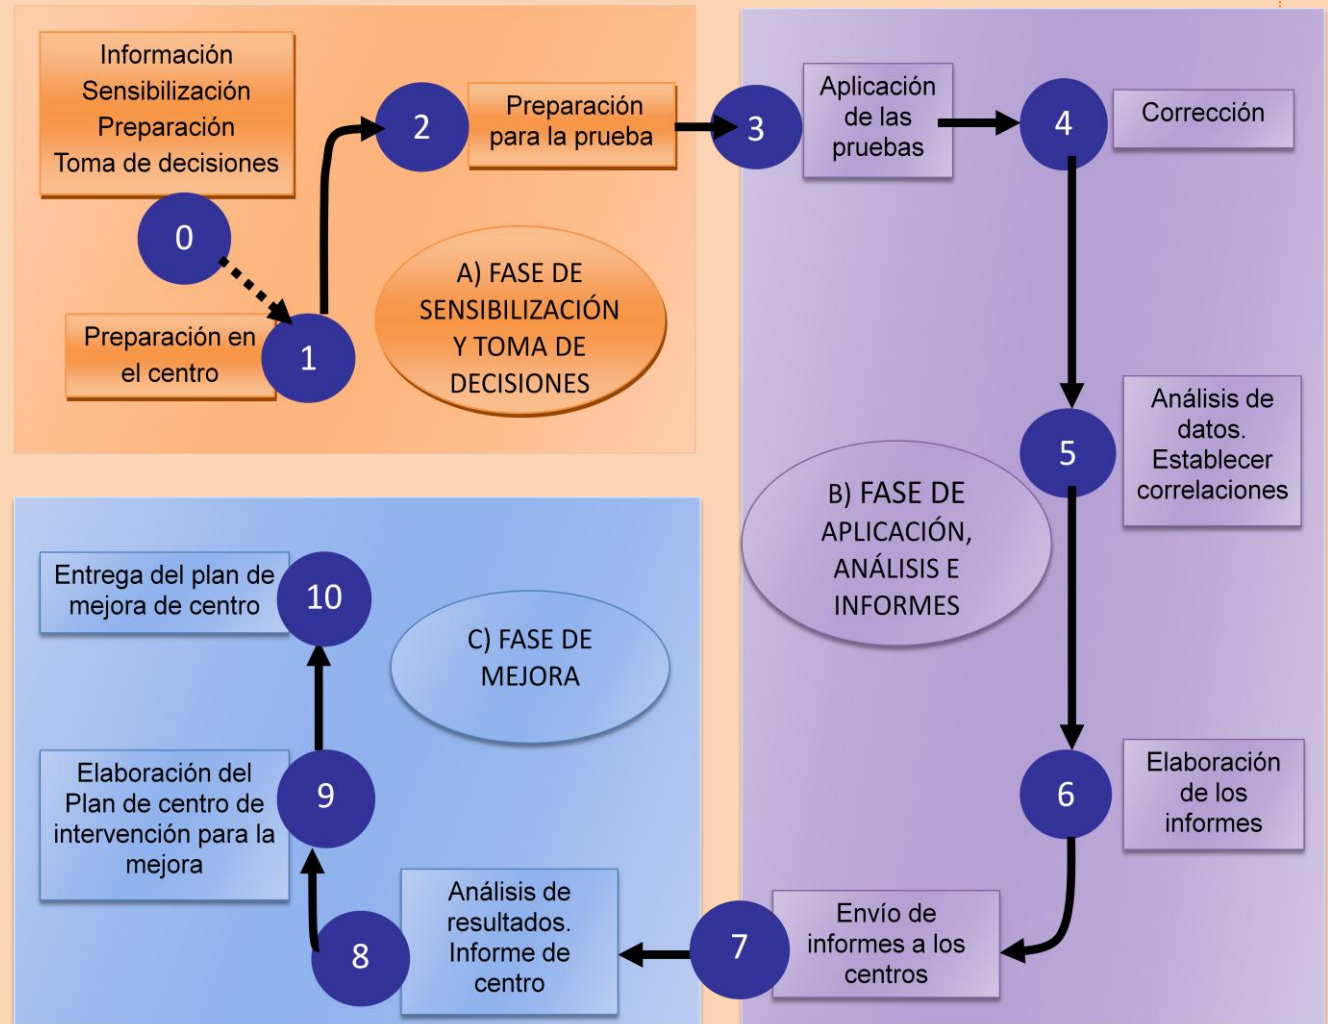 Información
Sensibilización
Preparación
Toma de decisiones
0
Preparación en
el centro
1
2
Preparación
para la prueba
A) FASE DE
SENSIBILIZACIÓN
Y TOMA DE
DECISIONES
3
Aplicación
de las
pruebas
4
Corrección
5
Análisis de
datos.
Establecer
correlaciones
B) FASE DE
APLICACIÓN,
ANÁLISIS E
INFORMES
6
Elaboración
de los
informes
7
Envío de
informes a los
centros
8
Análisis de
resultados.
Informe de
centro
9
Elaboración del
Plan de centro de
intervención para la
mejora
Entrega del plan de
mejora de centro
10
C) FASE DE
MEJORA